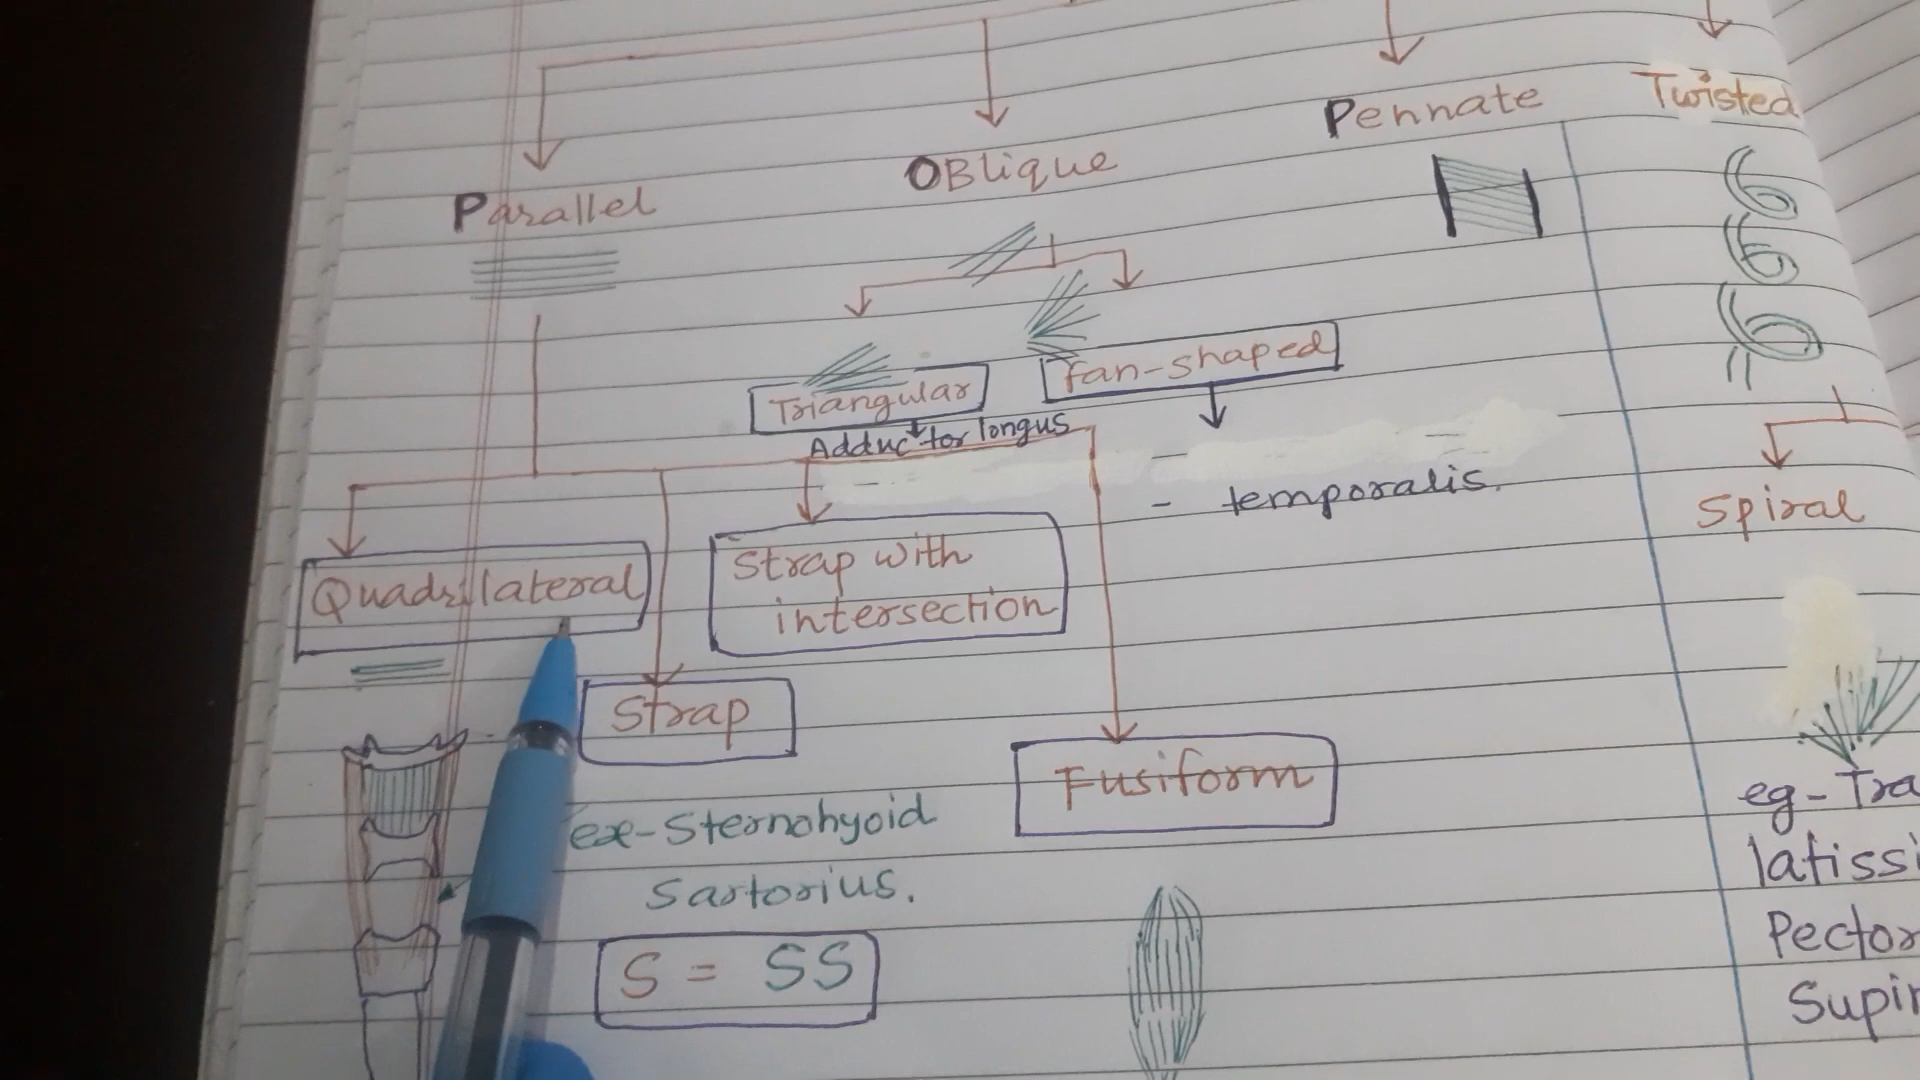 Parallel
OBlique
Pennate
Twisted
Triangular
fan-shaped
Adductor longus
- temporalis.
Spiral
Quadrilateral
Strap with
intersection
Strap
Fusiform
ex-Sternohyoid
Sartorius.
S = SS
eg-Tra
latissi
Pector
Supin